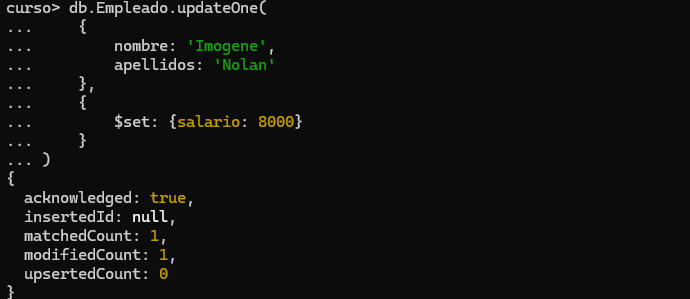 curso> db.Empleado.updateOne(
...     {
...         nombre: 'Imogene',
...         apellidos: 'Nolan'
...     },
...     {
...         $set: {salario: 8000}
...     }
... )
{
  acknowledged: true,
  insertedId: null,
  matchedCount: 1,
  modifiedCount: 1,
  upsertedCount: 0
}